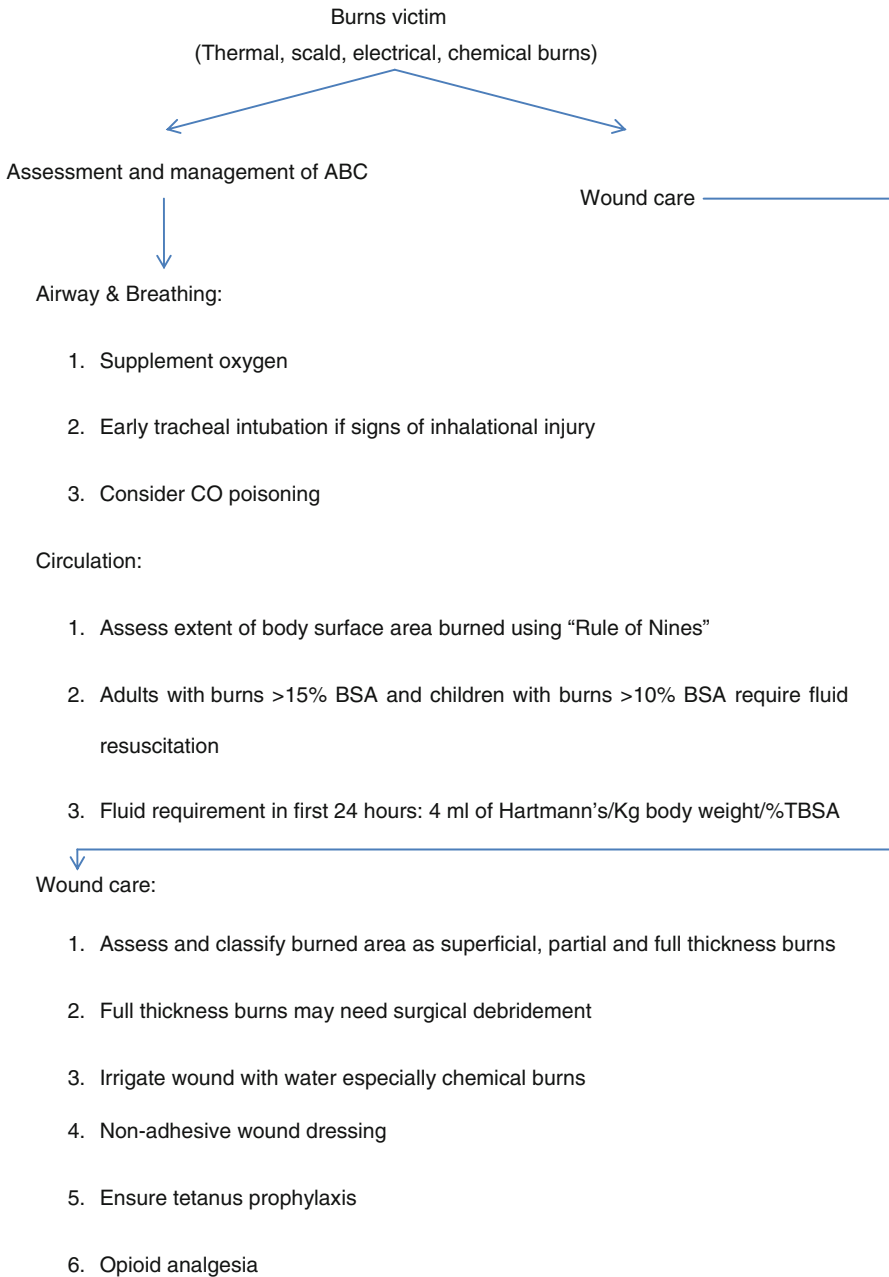 Burns victim
(Thermal, scald, electrical, chemical burns)
Assessment and management of ABC
Wound care
Airway & Breathing:
1. Supplement oxygen
2. Early tracheal intubation if signs of inhalational injury
3. Consider CO poisoning
Circulation:
1. Assess extent of body surface area burned using “Rule of Nines”
2. Adults with burns >15% BSA and children with burns >10% BSA require fluid
resuscitation
3. Fluid requirement in first 24 hours: 4 ml of Hartmann’s/Kg body weight/%TBSA
Wound care:
1. Assess and classify burned area as superficial, partial and full thickness burns
2. Full thickness burns may need surgical debridement
3. Irrigate wound with water especially chemical burns
4. Non-adhesive wound dressing
5. Ensure tetanus prophylaxis
6. Opioid analgesia